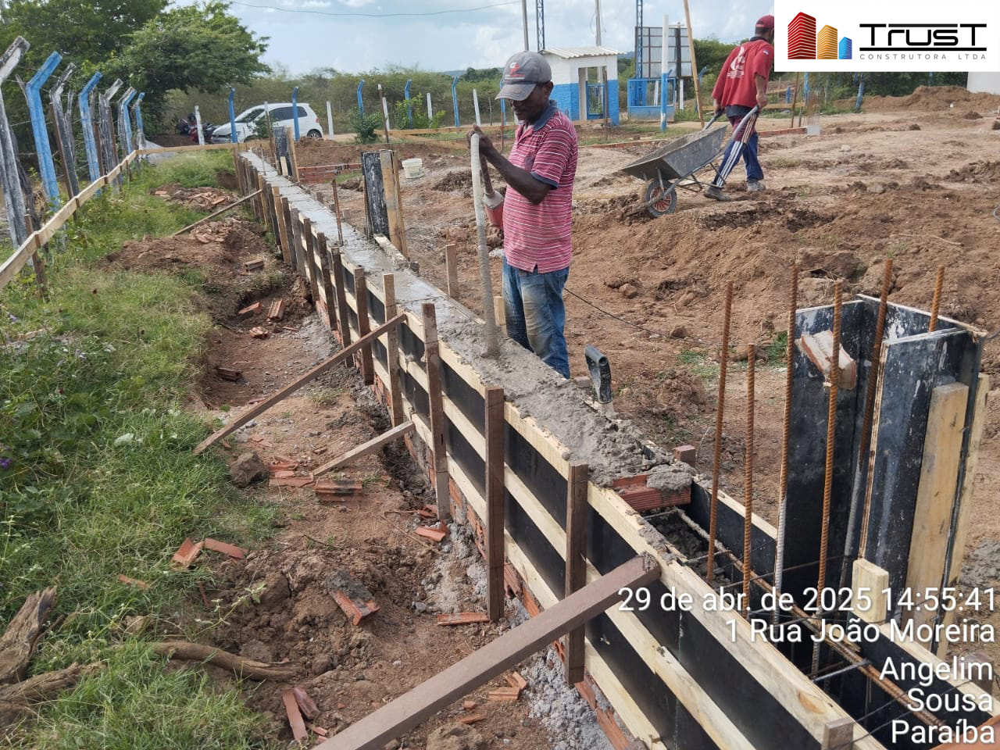 TRUST
CONSTRUTORA LTDA
29 de abr. de 2025 14:55:41
1 Rua João Moreira
Angelim
Sousa
Paraíba